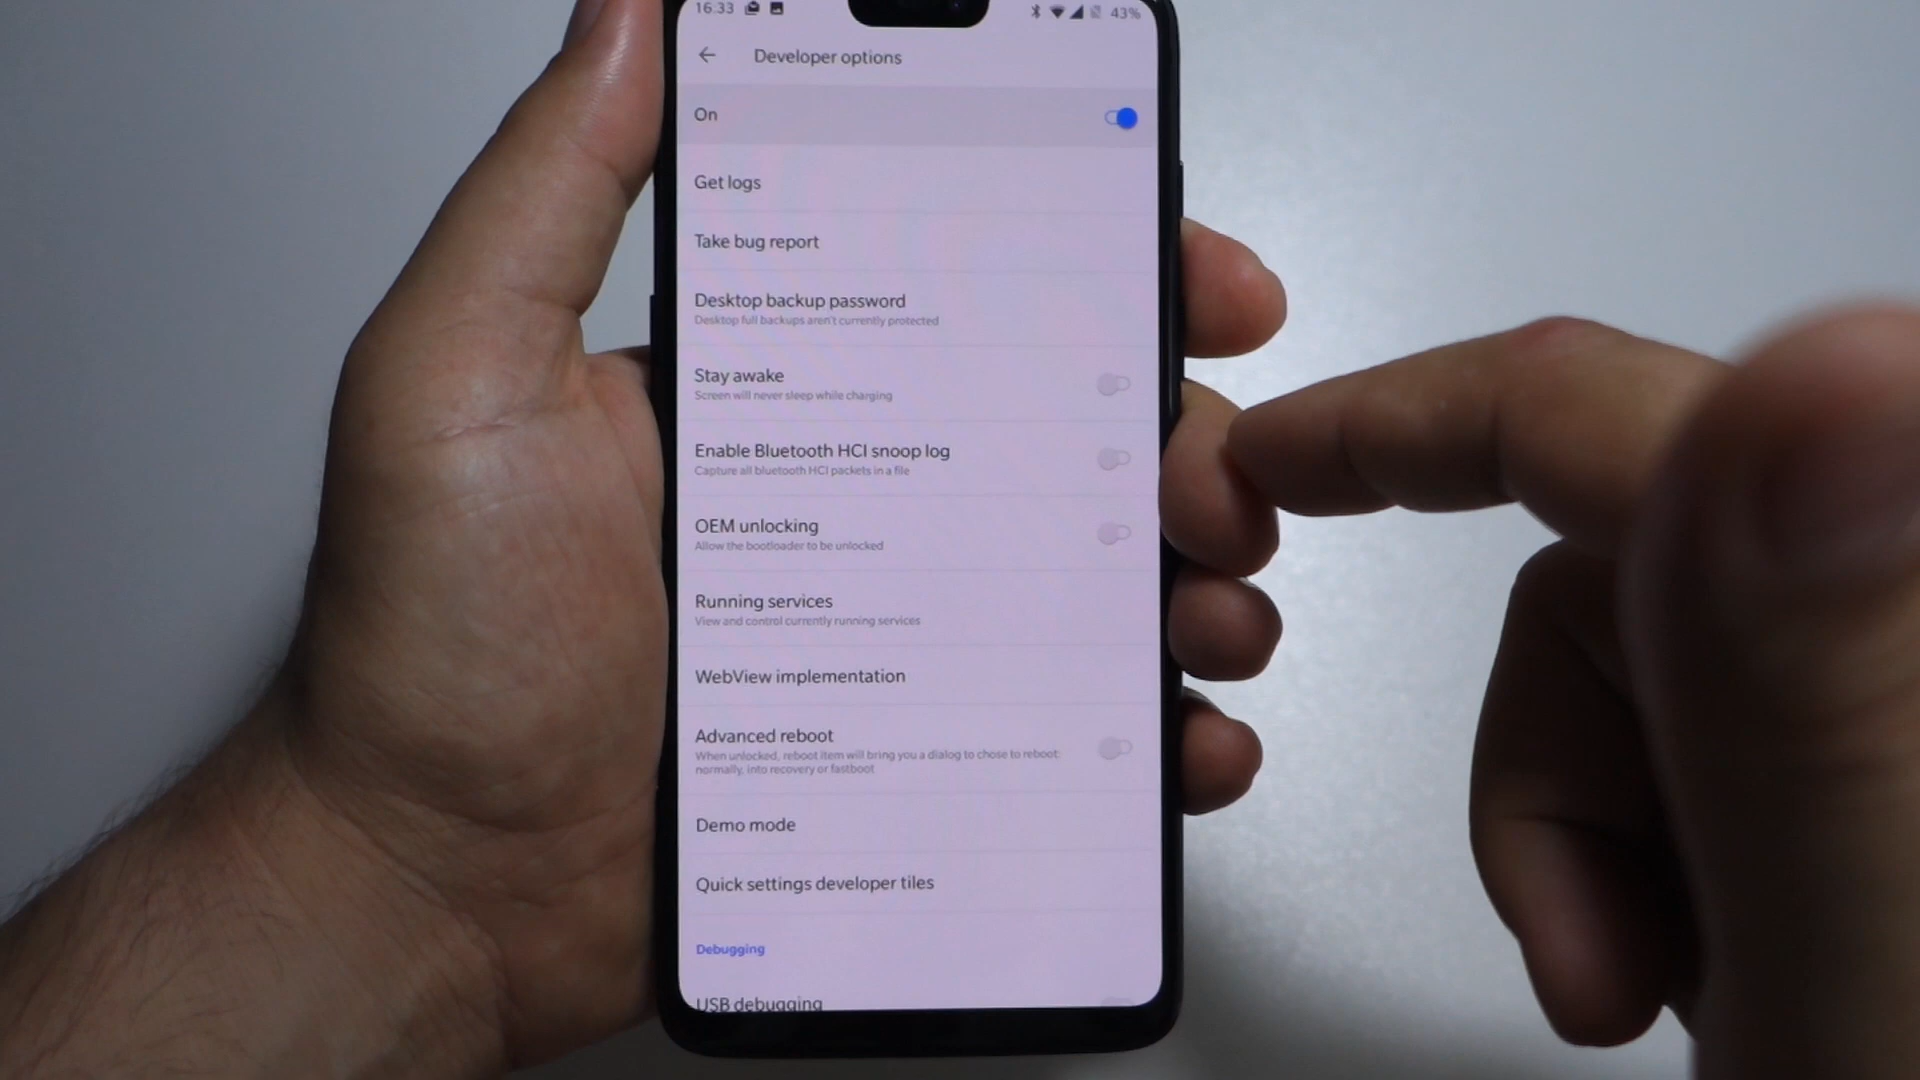 16:33 43%
Developer options
On
Get logs
Take bug report
Desktop backup password
Desktop full backups aren't currently protected
Stay awake
Screen will never sleep while charging
Enable Bluetooth HCI snoop log
Capture all bluetooth HCI packets in a file
OEM unlocking
Allow the bootloader to be unlocked
Running services
View and control currently running services
WebView implementation
Advanced reboot
When unlocked, reboot item will bring you a dialog to chose to reboot:
normally, into recovery or fastboot
Demo mode
Quick settings developer tiles
Debugging
USB debugging